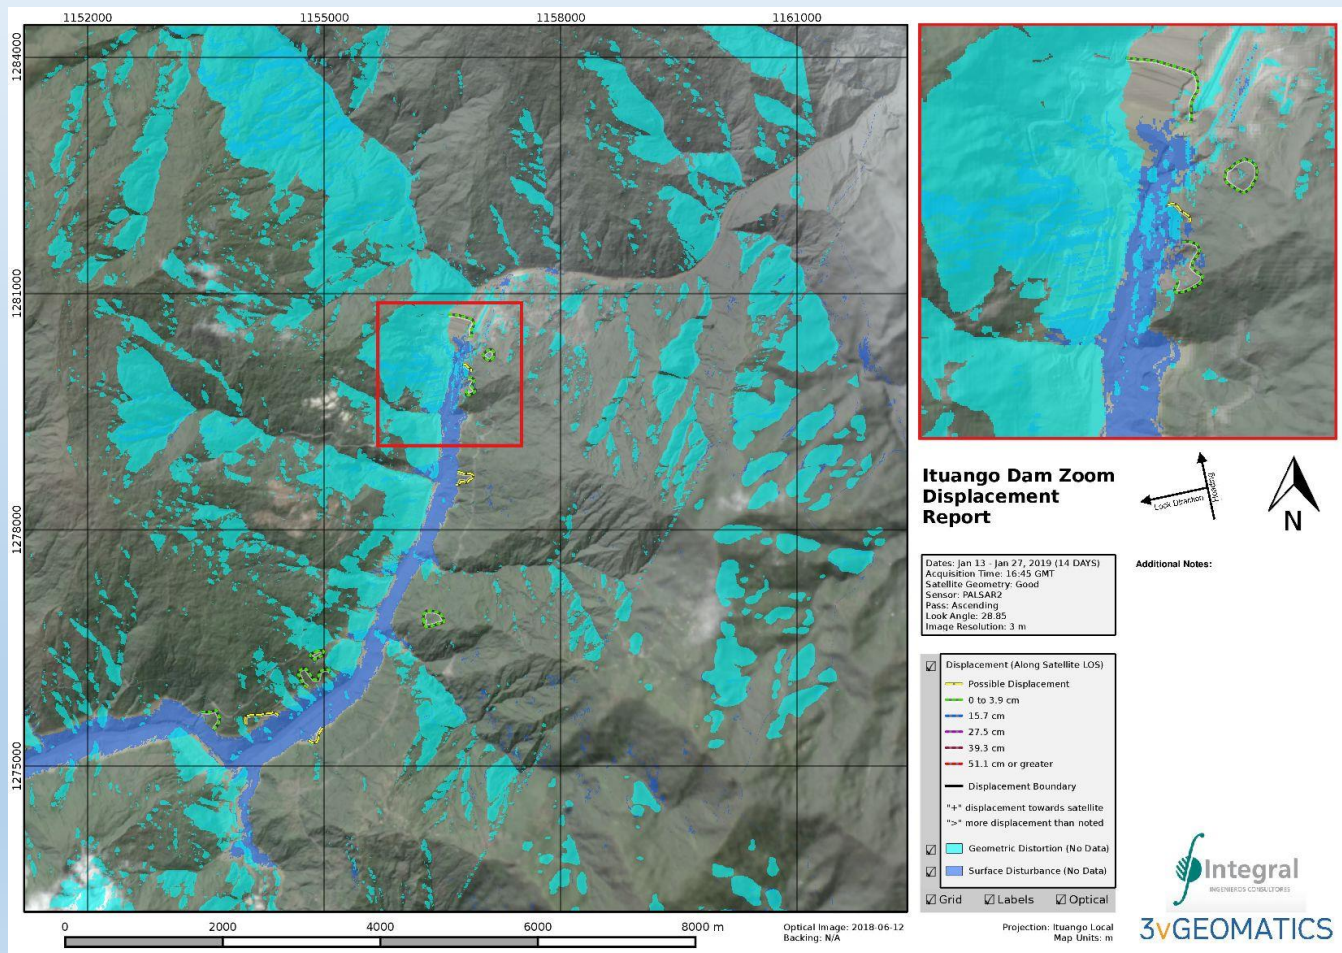 1152000
1155000
1158000
1161000
1284000
1281000
1278000
1275000
Ituango Dam Zoom
Displacement
Report
Look Direction
Heading
N
Dates: Jan 13 - Jan 27, 2019 (14 DAYS)
Acquisition Time: 16:45 GMT
Satellite Geometry: Good
Sensor: PALSAR2
Pass: Ascending
Look Angle: 28.85
Image Resolution: 3 m
Additional Notes:
Displacement (Along Satellite LOS)
Possible Displacement
0 to 3.9 cm
15.7 cm
27.5 cm
39.3 cm
51.1 cm or greater
Displacement Boundary
"+" displacement towards satellite
">" more displacement than noted
Geometric Distortion (No Data)
Surface Disturbance (No Data)
Grid Labels Optical
Integral
INGENIEROS CONSULTORES
3vGEOMATICS
0 2000 4000 6000 8000 m
Optical Image: 2018-06-12
Backing: N/A
Projection: Ituango Local
Map Units: m